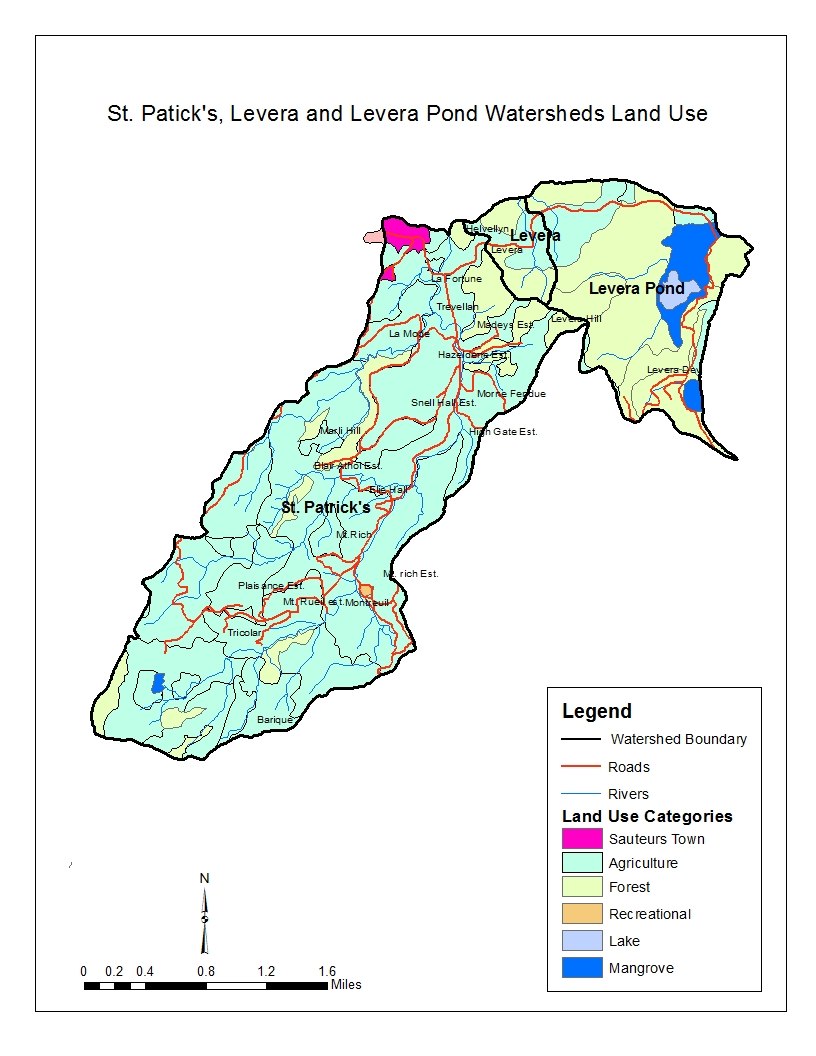 St. Patick's, Levera and Levera Pond Watersheds Land Use
Helvellyn
Levera
Levera
La Fortune
Levera Pond
Trevellan
Madeys Est.
Levera Hill
La Mode
Hazeldene Est.
Levera Dev
Morne Fendue
Snell Hall Est.
Marli Hill
High Gate Est.
Blair Athol Est.
Elie Hall
St. Patrick's
Mt.Rich
Mt. rich Est.
Plaisance Est.
Mt. Rueil est.
Montreuil
Tricolar
Barique
Legend
Watershed Boundary
Roads
Rivers
Land Use Categories
Sauteurs Town
Agriculture
Forest
Recreational
Lake
Mangrove
N
0 0.2 0.4 0.8 1.2 1.6
Miles